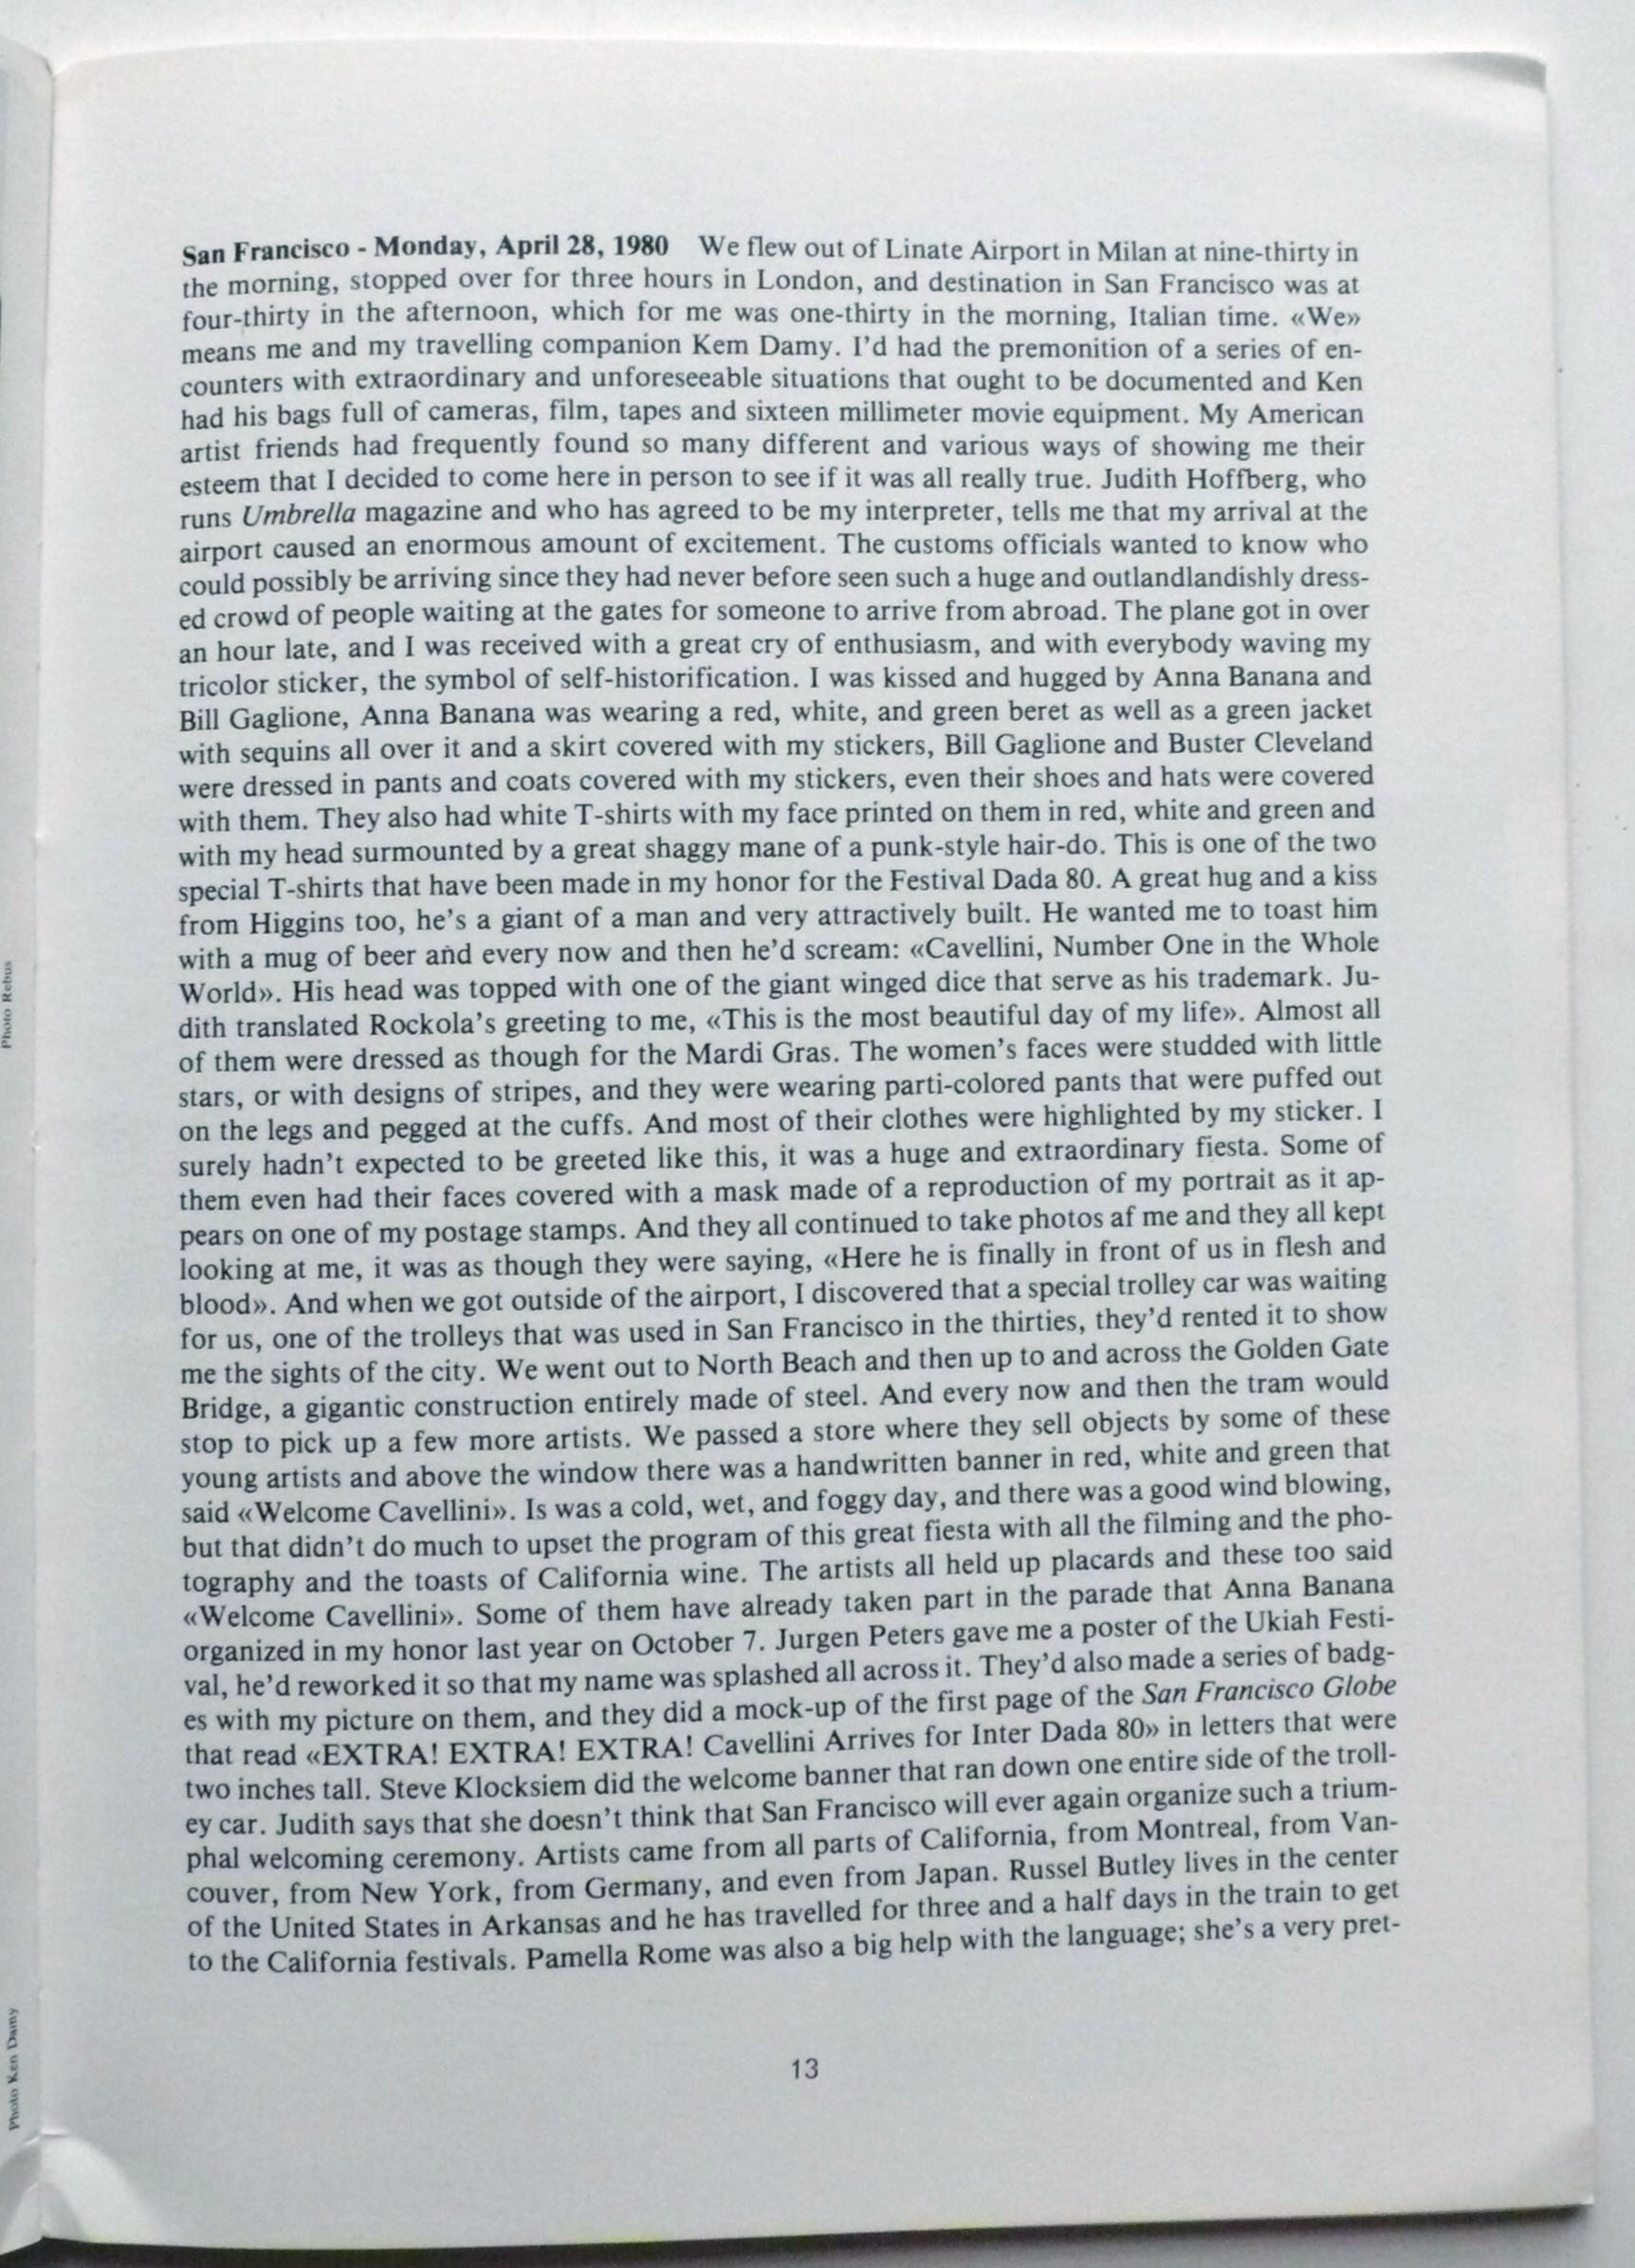 San Francisco - Monday, April 28, 1980 We flew out of Linate Airport in Milan at nine-thirty in
the morning, stopped over for three hours in London, and destination in San Francisco was at
four-thirty in the afternoon, which for me was one-thirty in the morning, Italian time. «We»
means me and my travelling companion Kem Damy. I'd had the premonition of a series of en-
counters with extraordinary and unforeseeable situations that ought to be documented and Ken
had his bags full of cameras, film, tapes and sixteen millimeter movie equipment. My American
artist friends had frequently found so many different and various ways of showing me their
esteem that I decided to come here in person to see if it was all really true. Judith Hoffberg, who
runs Umbrella magazine and who has agreed to be my interpreter, tells me that my arrival at the
airport caused an enormous amount of excitement. The customs officials wanted to know who
could possibly be arriving since they had never before seen such a huge and outlandlandishly dress-
ed crowd of people waiting at the gates for someone to arrive from abroad. The plane got in over
an hour late, and I was received with a great cry of enthusiasm, and with everybody waving my
tricolor sticker, the symbol of self-historification. I was kissed and hugged by Anna Banana and
Bill Gaglione, Anna Banana was wearing a red, white, and green beret as well as a green jacket
with sequins all over it and a skirt covered with my stickers, Bill Gaglione and Buster Cleveland
were dressed in pants and coats covered with my stickers, even their shoes and hats were covered
with them. They also had white T-shirts with my face printed on them in red, white and green and
with my head surmounted by a great shaggy mane of a punk-style hair-do. This is one of the two
special T-shirts that have been made in my honor for the Festival Dada 80. A great hug and a kiss
from Higgins too, he's a giant of a man and very attractively built. He wanted me to toast him
with a mug of beer and every now and then he'd scream: «Cavellini, Number One in the Whole
World». His head was topped with one of the giant winged dice that serve as his trademark. Ju-
dith translated Rockola's greeting to me, «This is the most beautiful day of my life». Almost all
of them were dressed as though for the Mardi Gras. The women's faces were studded with little
stars, or with designs of stripes, and they were wearing parti-colored pants that were puffed out
on the legs and pegged at the cuffs. And most of their clothes were highlighted by my sticker. I
surely hadn't expected to be greeted like this, it was a huge and extraordinary fiesta. Some of
them even had their faces covered with a mask made of a reproduction of my portrait as it ap-
pears on one of my postage stamps. And they all continued to take photos af me and they all kept
looking at me, it was as though they were saying, «Here he is finally in front of us in flesh and
blood». And when we got outside of the airport, I discovered that a special trolley car was waiting
for us, one of the trolleys that was used in San Francisco in the thirties, they'd rented it to show
me the sights of the city. We went out to North Beach and then up to and across the Golden Gate
Bridge, a gigantic construction entirely made of steel. And every now and then the tram would
stop to pick up a few more artists. We passed a store where they sell objects by some of these
young artists and above the window there was a handwritten banner in red, white and green that
said «Welcome Cavellini». Is was a cold, wet, and foggy day, and there was a good wind blowing,
but that didn't do much to upset the program of this great fiesta with all the filming and the pho-
tography and the toasts of California wine. The artists all held up placards and these too said
«Welcome Cavellini». Some of them have already taken part in the parade that Anna Banana
organized in my honor last year on October 7. Jurgen Peters gave me a poster of the Ukiah Festi-
val, he'd reworked it so that my name was splashed all across it. They'd also made a series of badg-
es with my picture on them, and they did a mock-up of the first page of the San Francisco Globe
that read «EXTRA! EXTRA! EXTRA! Cavellini Arrives for Inter Dada 80» in letters that were
two inches tall. Steve Klocksiem did the welcome banner that ran down one entire side of the troll-
ey car. Judith says that she doesn't think that San Francisco will ever again organize such a trium-
phal welcoming ceremony. Artists came from all parts of California, from Montreal, from Van-
couver, from New York, from Germany, and even from Japan. Russel Butley lives in the center
of the United States in Arkansas and he has travelled for three and a half days in the train to get
to the California festivals. Pamella Rome was also a big help with the language; she's a very pret-
13
Photo Rebus
Photo Ken Damy